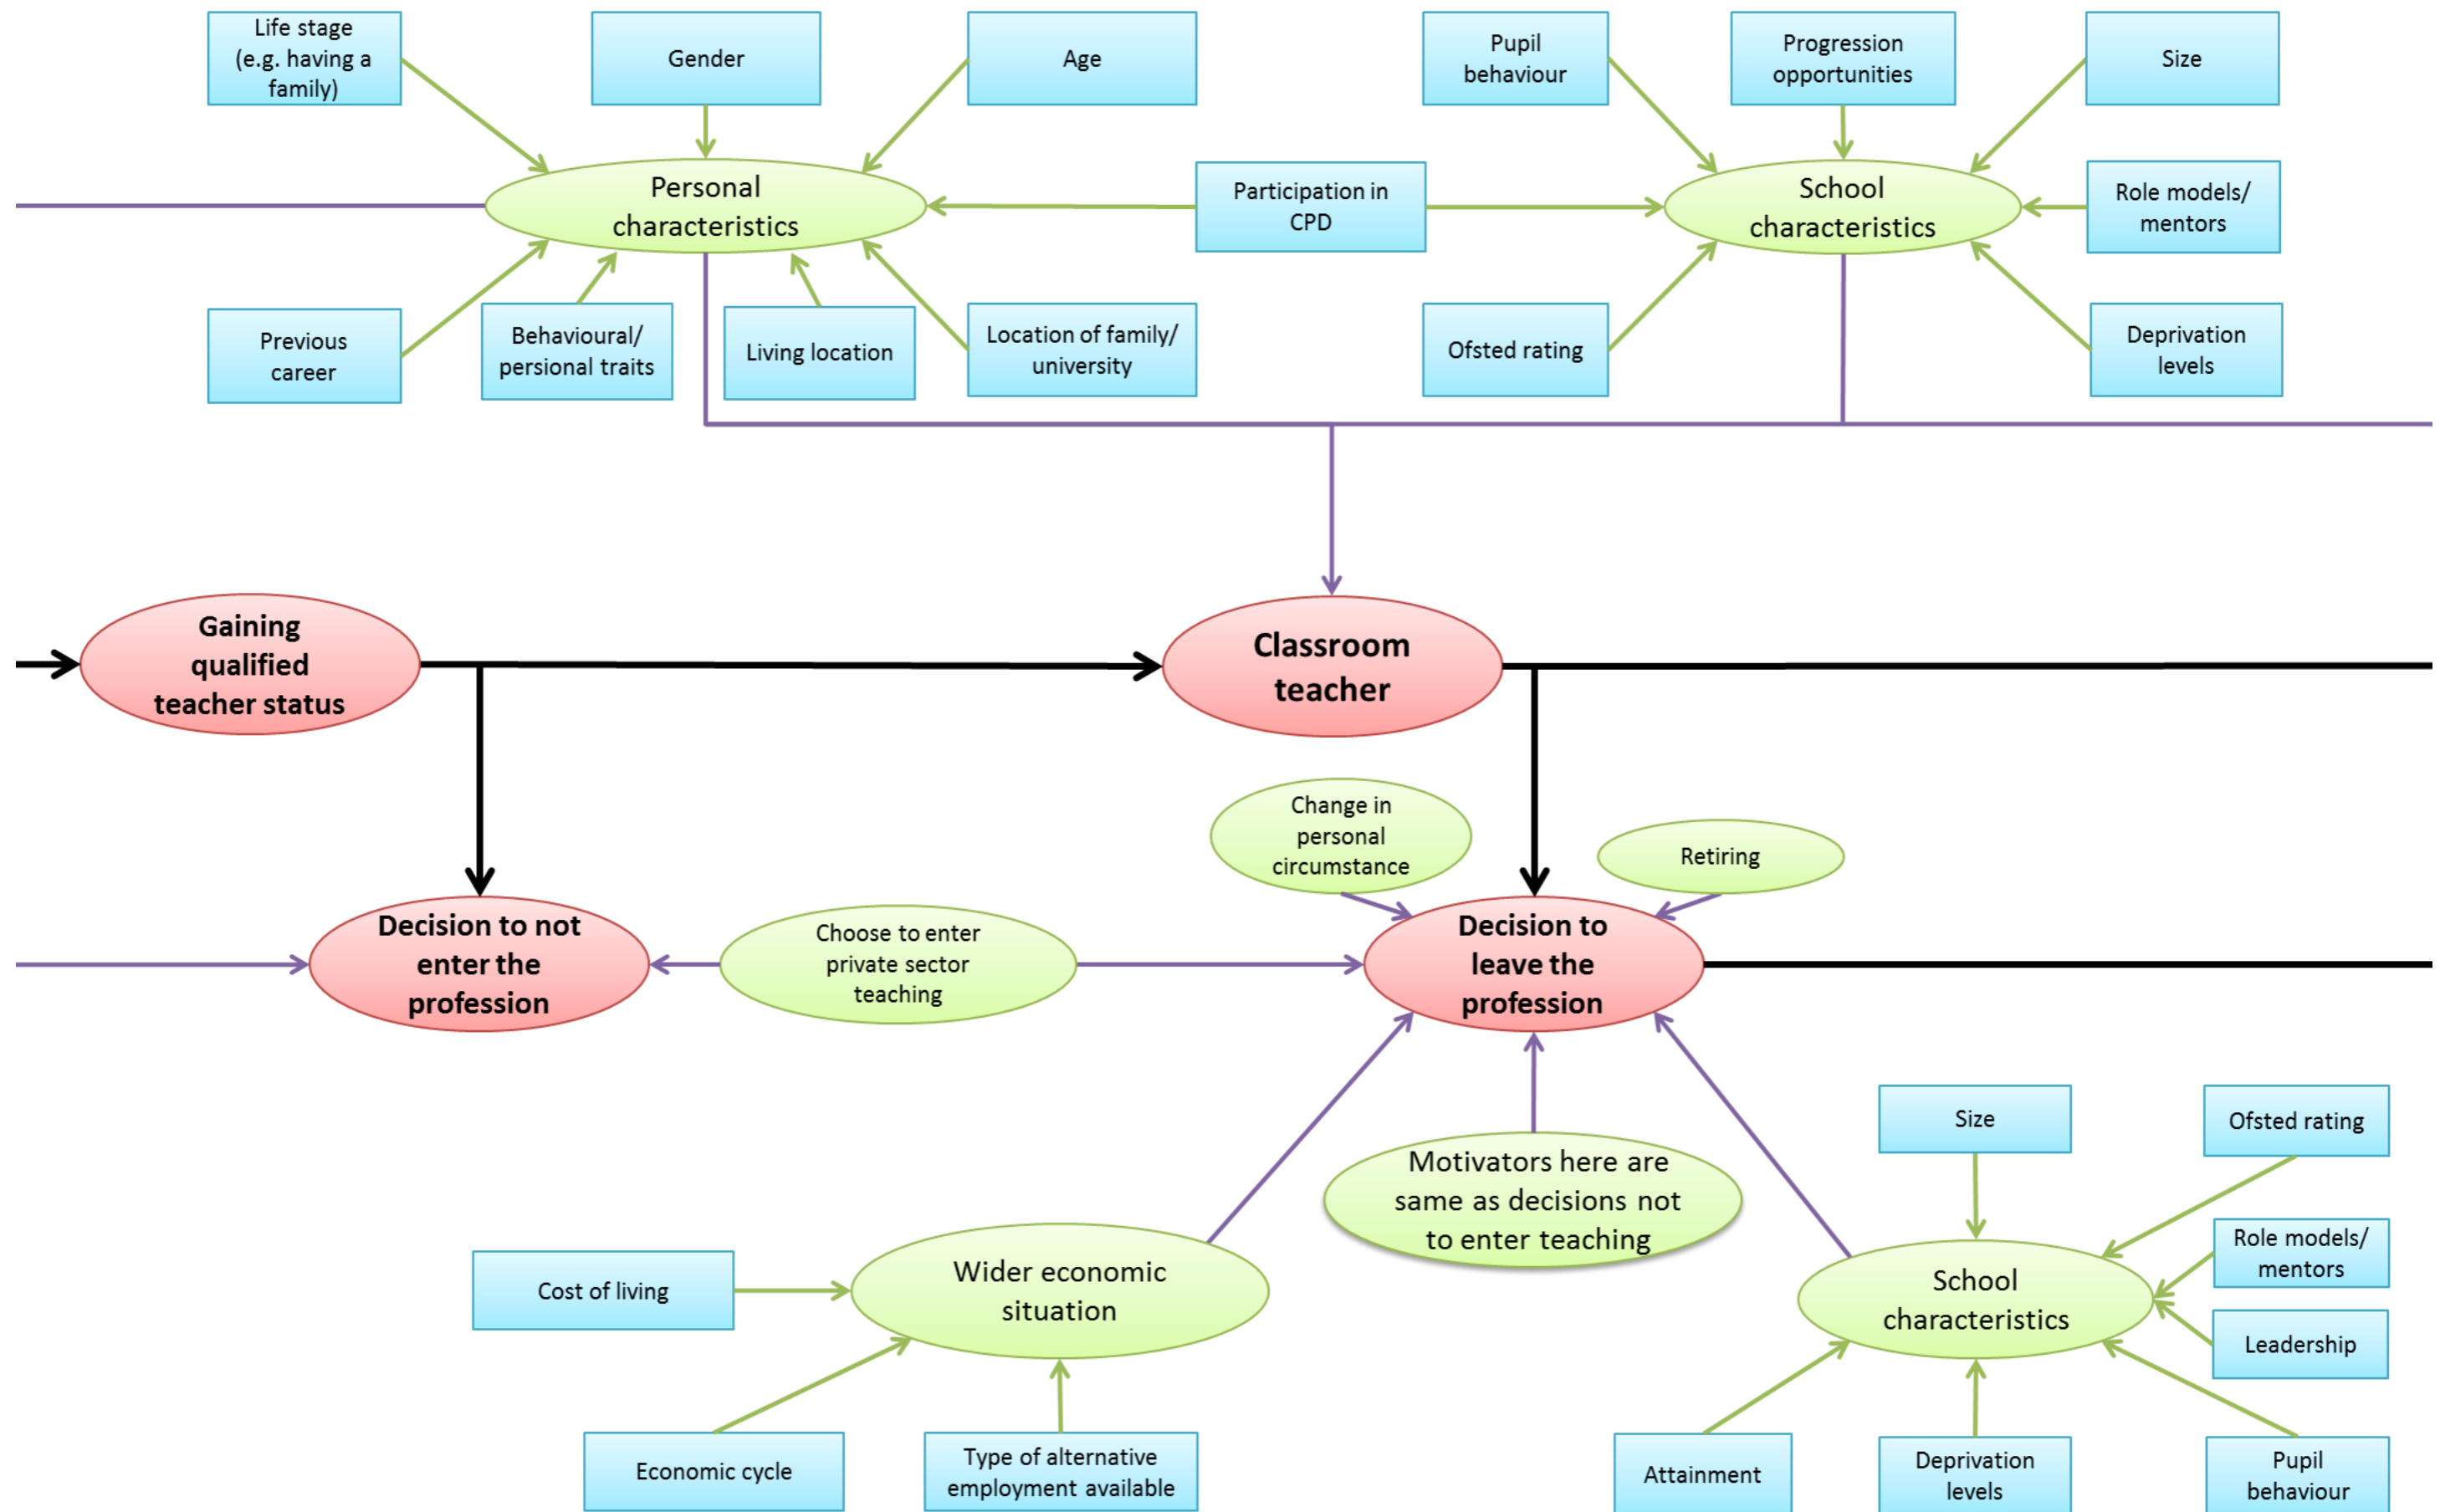 Life stage
(e.g. having a
family)
Gender
Age
Pupil
behaviour
Progression
opportunities
Size
Personal
characteristics
Participation in
CPD
School
characteristics
Role models/
mentors
Previous
career
Behavioural/
persional traits
Living location
Location of family/
university
Ofsted rating
Deprivation
levels
Gaining
qualified
teacher status
Classroom
teacher
Change in
personal
circumstance
Retiring
Decision to not
enter the
profession
Choose to enter
private sector
teaching
Decision to
leave the
profession
Size
Ofsted rating
Motivators here are
same as decisions not
to enter teaching
Role models/
mentors
Cost of living
Wider economic
situation
School
characteristics
Leadership
Economic cycle
Type of alternative
employment available
Attainment
Deprivation
levels
Pupil
behaviour